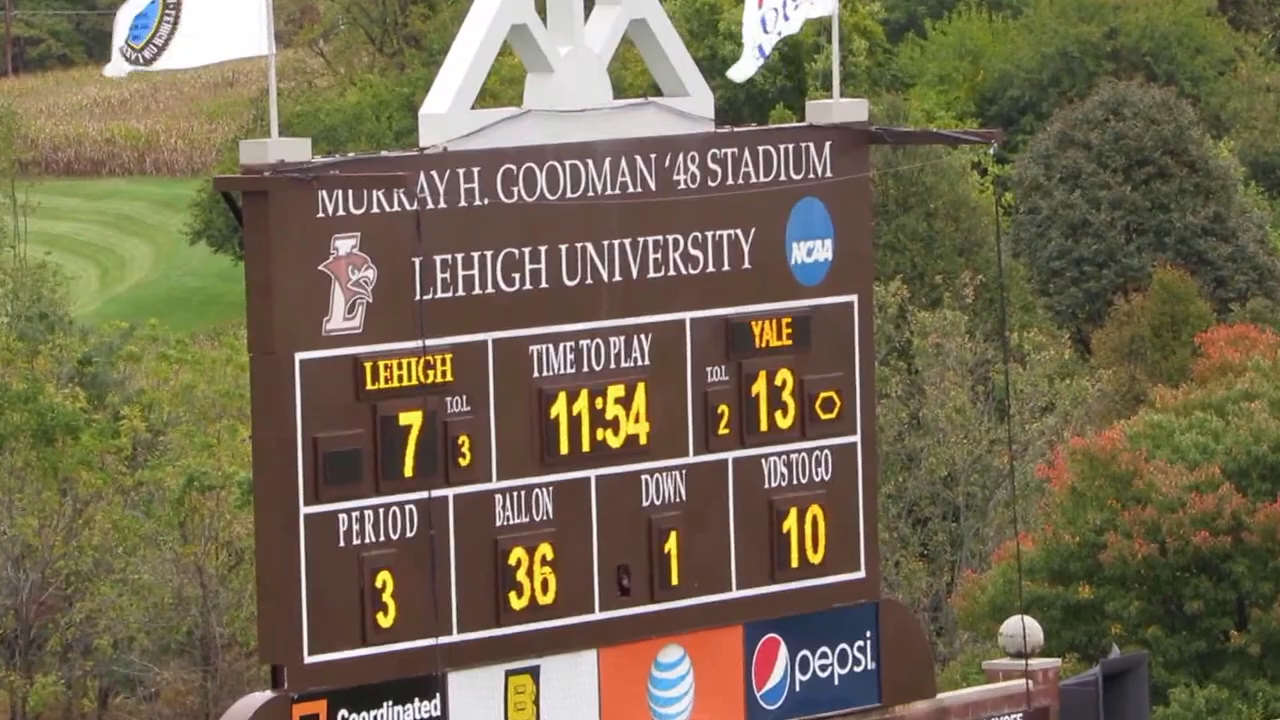 MURRAY H. GOODMAN '48 STADIUM
LEHIGH UNIVERSITY
NCAA
LEHIGH
TIME TO PLAY
YALE
7
T.O.L
3
11:54
T.O.L
2
13
PERIOD
BALL ON
DOWN
YDS TO GO
3
36
1
10
Coordinated
B
pepsi